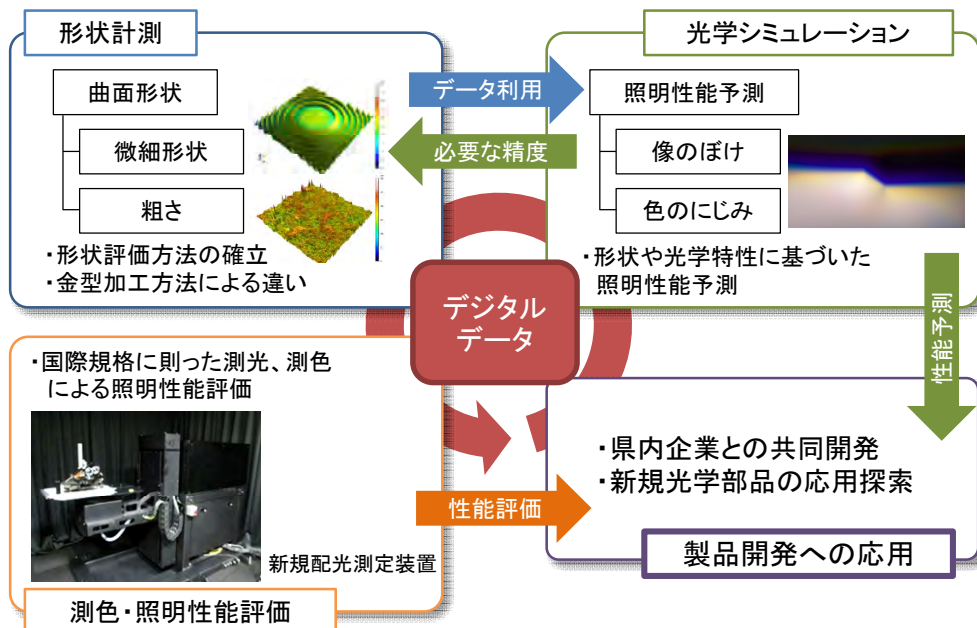 形状計測
曲面形状
微細形状
粗さ
・形状評価方法の確立
・金型加工方法による違い
データ利用
必要な精度
光学シミュレーション
照明性能予測
像のぼけ
色のにじみ
・形状や光学特性に基づいた
照明性能予測
デジタル
データ
性能予測
・国際規格に則った測光、測色
による照明性能評価
新規配光測定装置
測色・照明性能評価
性能評価
・県内企業との共同開発
・新規光学部品の応用探索
製品開発への応用